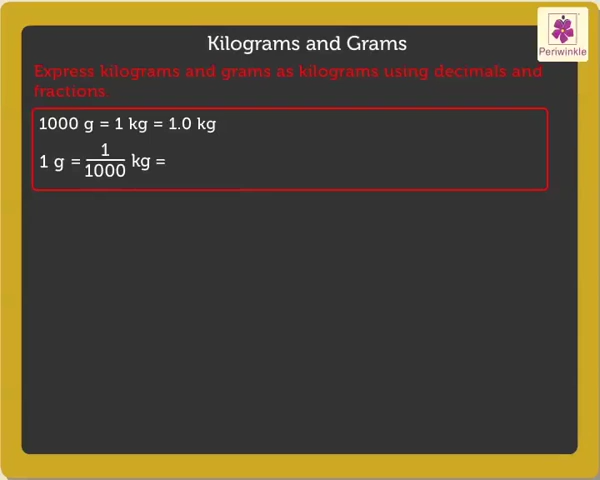 Periwinkle
Kilograms and Grams
Express kilograms and grams as kilograms using decimals and
fractions
1000 g = 1 kg = 1.0 kg
1 g = 1/1000 kg =